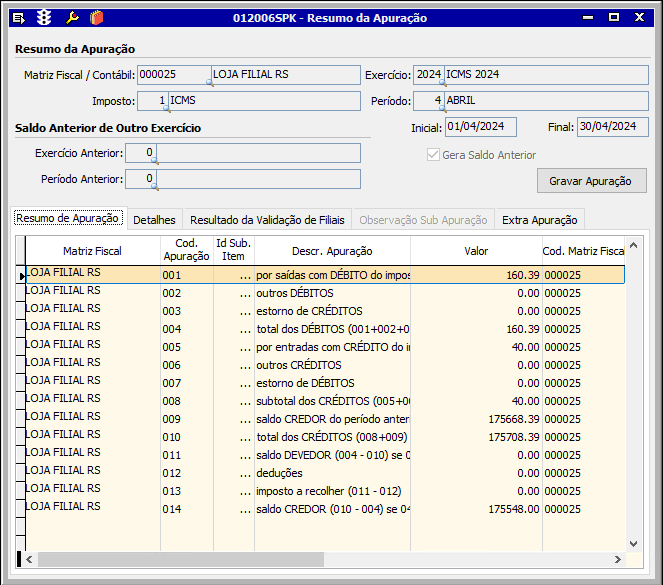 012006SPK - Resumo da Apuração
Resumo da Apuração
Matriz Fiscal / Contábil: 000025 LOJA FILIAL RS Exercício: 2024 ICMS 2024
Imposto: 1 ICMS Período: 4 ABRIL
Saldo Anterior de Outro Exercício Inicial: 01/04/2024 Final: 30/04/2024
Exercício Anterior: 0 Gera Saldo Anterior
Período Anterior: 0 Gravar Apuração
Resumo de Apuração Detalhes Resultado da Validação de Filiais Observação Sub Apuração Extra Apuração
Matriz Fiscal Cod. Apuração Id Sub. Item Descr. Apuração Valor Cod. Matriz Fisca
LOJA FILIAL RS 001 ... por saídas com DÉBITO do impos 160.39 000025
LOJA FILIAL RS 002 ... outros DÉBITOS 0.00 000025
LOJA FILIAL RS 003 ... estorno de CRÉDITOS 0.00 000025
LOJA FILIAL RS 004 ... total dos DÉBITOS (001+002+0 160.39 000025
LOJA FILIAL RS 005 ... por entradas com CRÉDITO do i 40.00 000025
LOJA FILIAL RS 006 ... outros CRÉDITOS 0.00 000025
LOJA FILIAL RS 007 ... estorno de DÉBITOS 0.00 000025
LOJA FILIAL RS 008 ... subtotal dos CRÉDITOS (005+00 40.00 000025
LOJA FILIAL RS 009 ... saldo CREDOR do período anter 175668.39 000025
LOJA FILIAL RS 010 ... total dos CRÉDITOS (008+009) 175708.39 000025
LOJA FILIAL RS 011 ... saldo DEVEDOR (004 - 010) se 0 0.00 000025
LOJA FILIAL RS 012 ... deduções 0.00 000025
LOJA FILIAL RS 013 ... imposto a recolher (011 - 012) 0.00 000025
LOJA FILIAL RS 014 ... saldo CREDOR (010 - 004) se 04 175548.00 000025